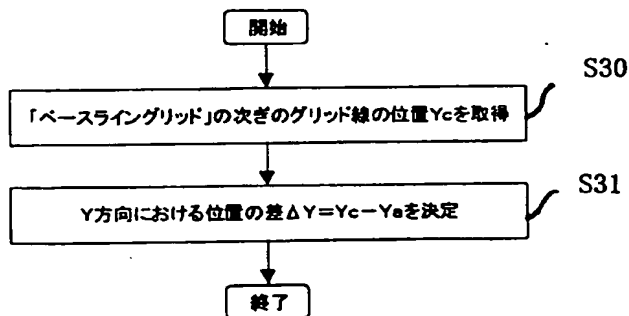 開始
「ベースライングリッド」の次ぎのグリッド線の位置Ycを取得
S30
Y方向における位置の差ΔY=Yc-Yaを決定
S31
終了